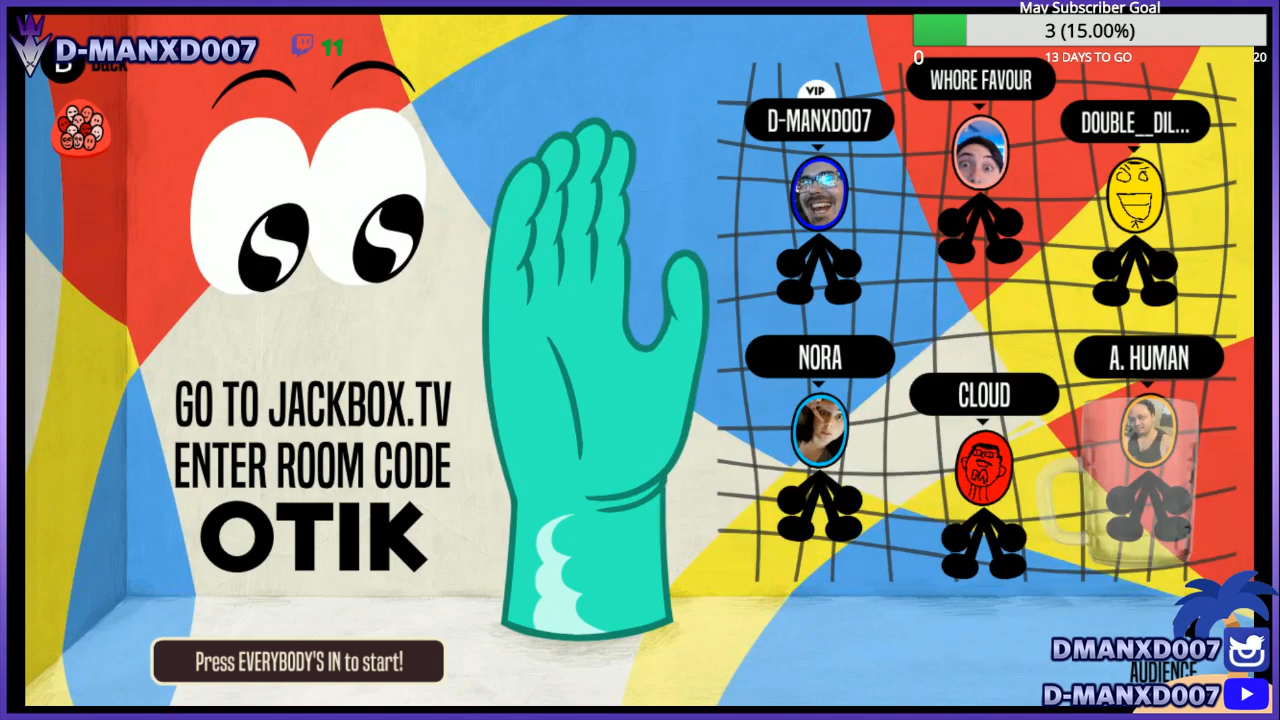 May Subscriber Goal
3 (15.00%)
0
13 DAYS TO GO
20
D-MANXD007
11
BACK
VIP
D-MANXD007
WHORE FAVOUR
DOUBLE__DIL...
NORA
CLOUD
A. HUMAN
GO TO JACKBOX.TV
ENTER ROOM CODE
OTIK
Press EVERYBODY'S IN to start!
DMANXD007
AUDIENCE
D-MANXD007